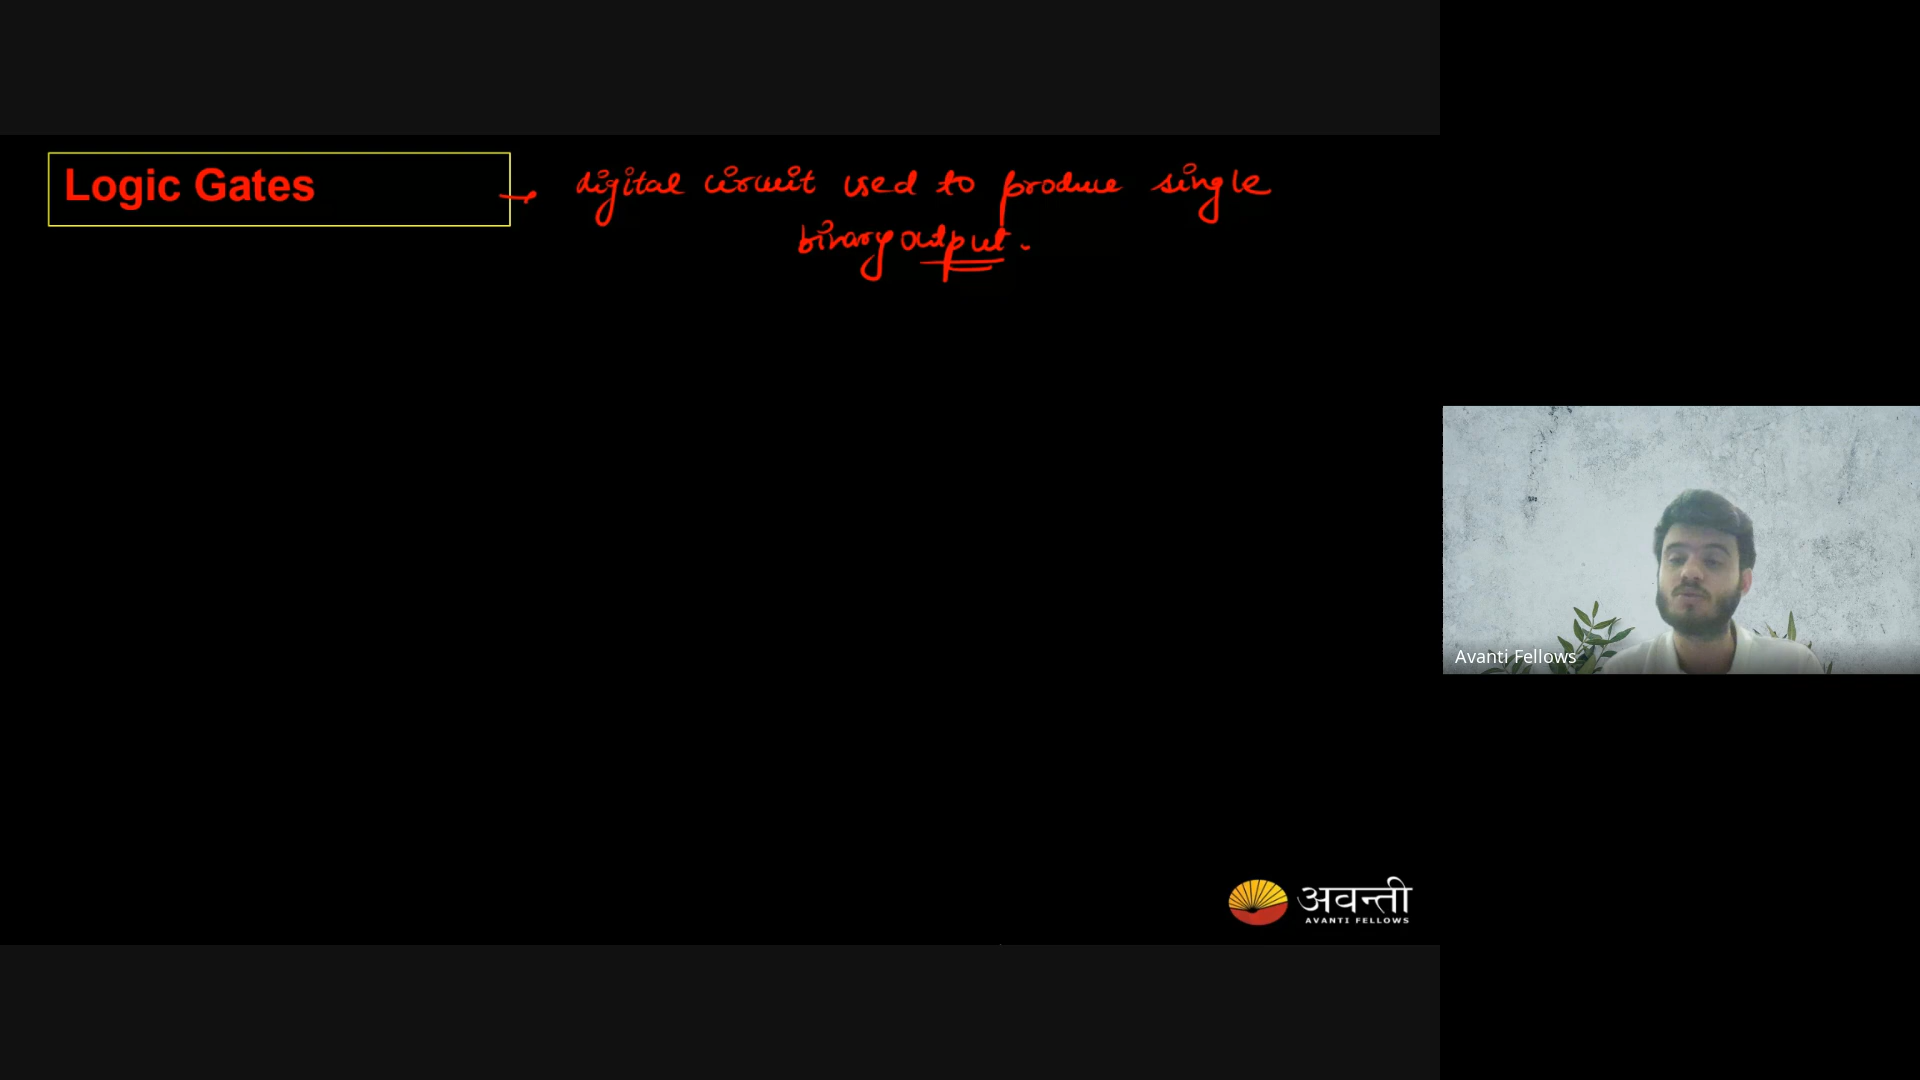 Logic Gates → digital circuit used to produce single
binary output.
Avanti Fellows
अवन्ती
AVANTI FELLOWS